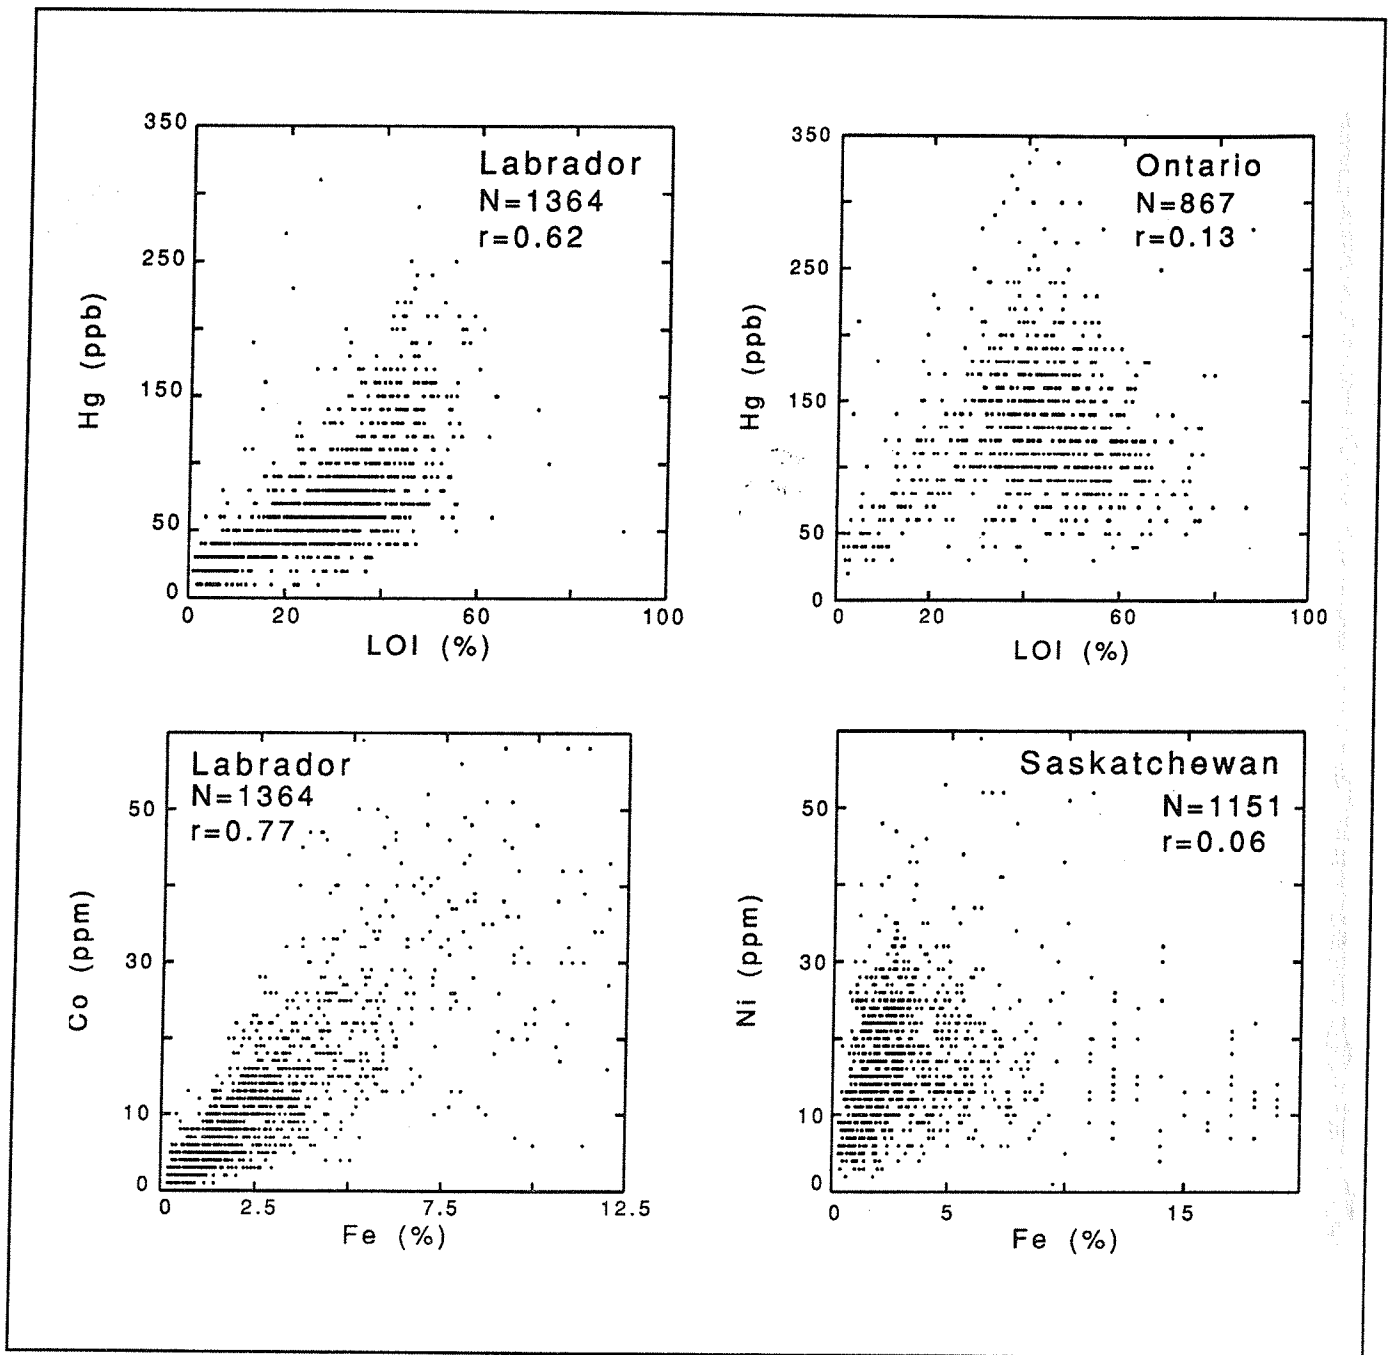 350
Labrador
N=1364
r=0.62
250
Hg (ppb)
150
50
0
0 20 60 100
LOI (%)
350
Ontario
N=867
r=0.13
250
Hg (ppb)
150
50
0
0 20 60 100
LOI (%)
Labrador
N=1364
r=0.77
50
Co (ppm)
30
10
0
0 2.5 7.5 12.5
Fe (%)
Saskatchewan
N=1151
r=0.06
50
Ni (ppm)
30
10
0
0 5 15
Fe (%)